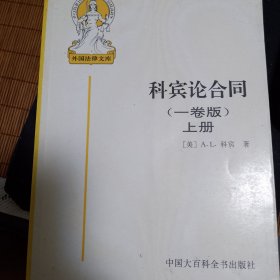 外国法律文库
科宾论合同
（一卷版）
上册
［美］A·L·科宾 著
中国大百科全书出版社